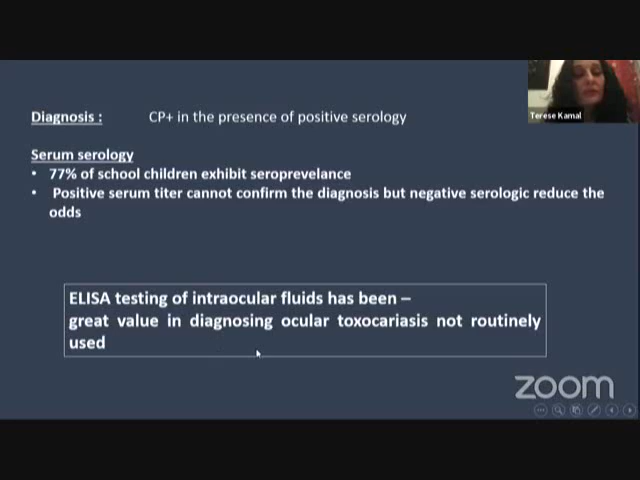 Terese Kamal
Diagnosis : CP+ in the presence of positive serology
Serum serology
• 77% of school children exhibit seroprevelance
• Positive serum titer cannot confirm the diagnosis but negative serologic reduce the
odds
ELISA testing of intraocular fluids has been –
great value in diagnosing ocular toxocariasis not routinely
used
zoom